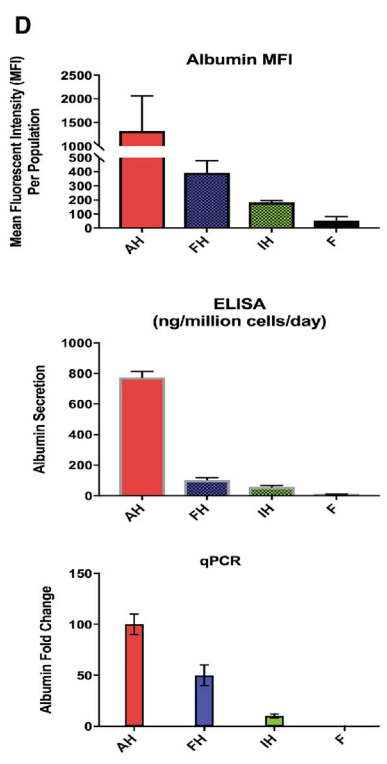 D
Albumin MFI
Mean Fluorescent Intensity (MFI)
Per Population
2500
2000
1500
1000
500
400
300
200
100
0
AH
FH
IH
F
ELISA
(ng/million cells/day)
Albumin Secretion
1000
800
600
400
200
0
AH
FH
IH
F
qPCR
Albumin Fold Change
150
100
50
0
AH
FH
IH
F